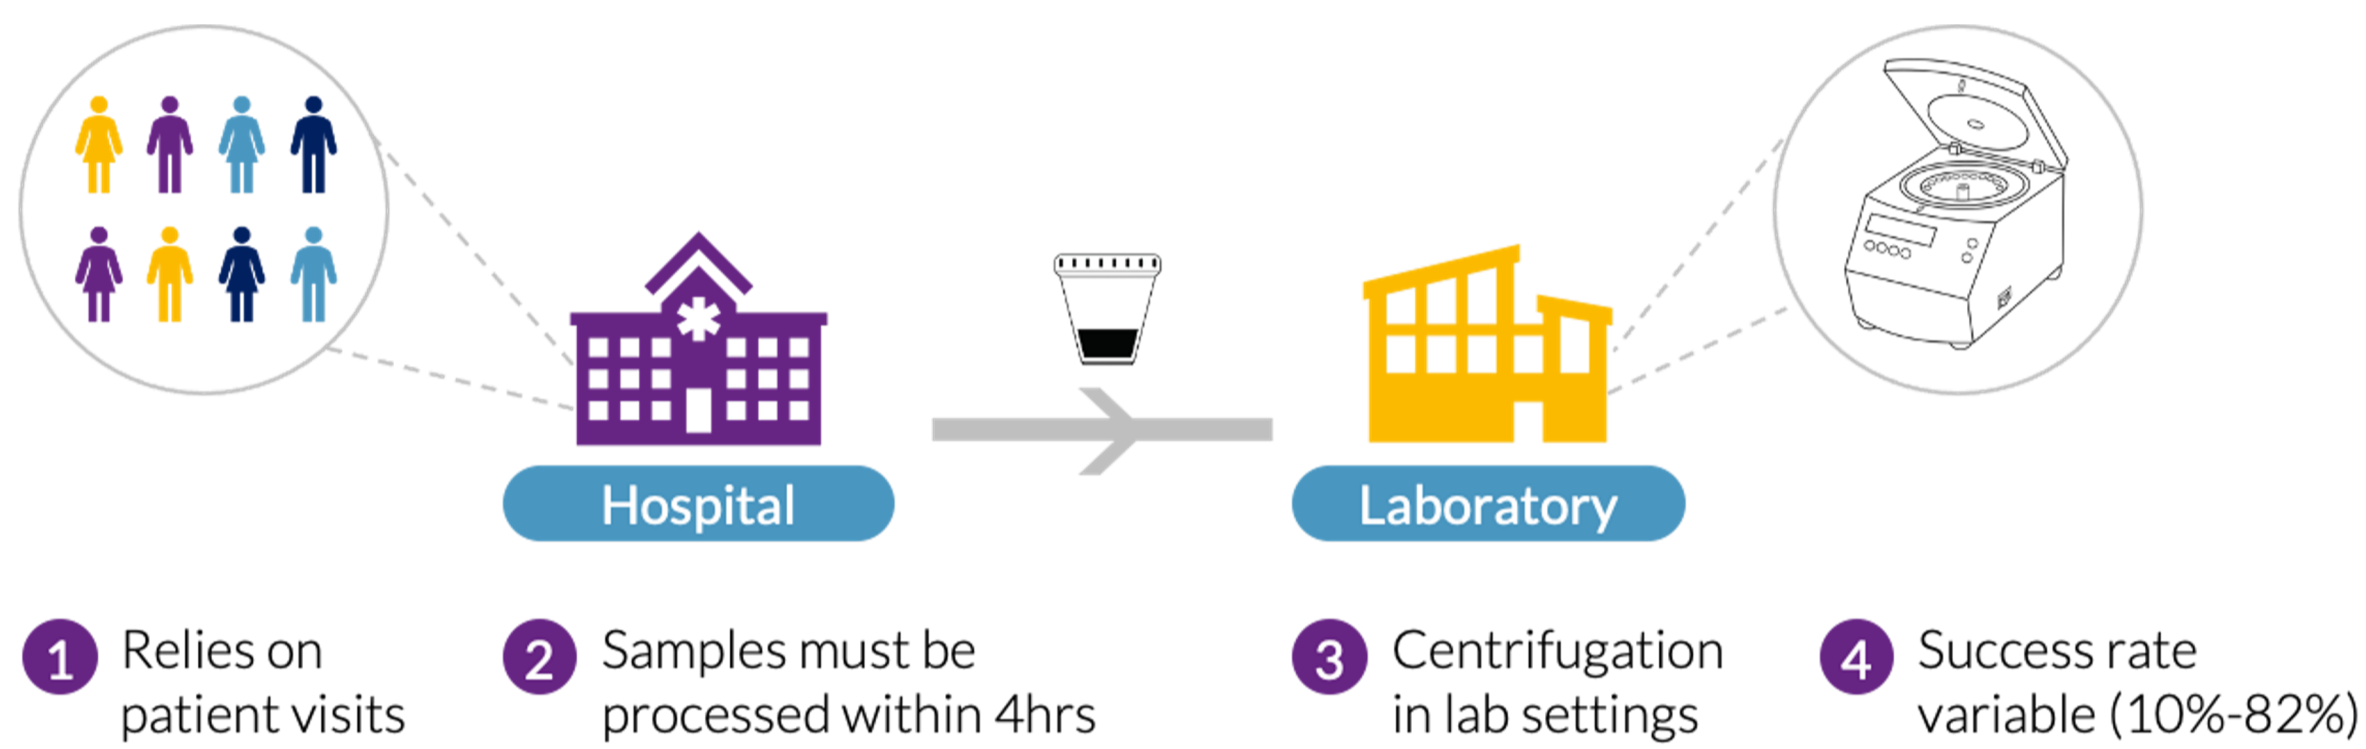 Hospital
Laboratory
1 Relies on
patient visits
2 Samples must be
processed within 4hrs
3 Centrifugation
in lab settings
4 Success rate
variable (10%-82%)